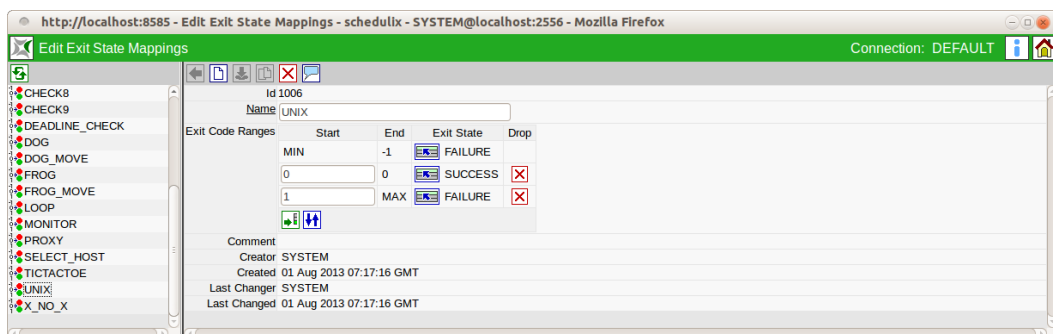 http://localhost:8585 - Edit Exit State Mappings - schedulix - SYSTEM@localhost:2556 - Mozilla Firefox
Edit Exit State Mappings
Connection: DEFAULT
CHECK8
CHECK9
DEADLINE_CHECK
DOG
DOG_MOVE
FROG
FROG_MOVE
LOOP
MONITOR
PROXY
SELECT_HOST
TICTACTOE
UNIX
X_NO_X
Id 1006
Name UNIX
Exit Code Ranges Start End Exit State Drop
MIN -1 FAILURE
0 0 SUCCESS
1 MAX FAILURE
Comment
Creator SYSTEM
Created 01 Aug 2013 07:17:16 GMT
Last Changer SYSTEM
Last Changed 01 Aug 2013 07:17:16 GMT